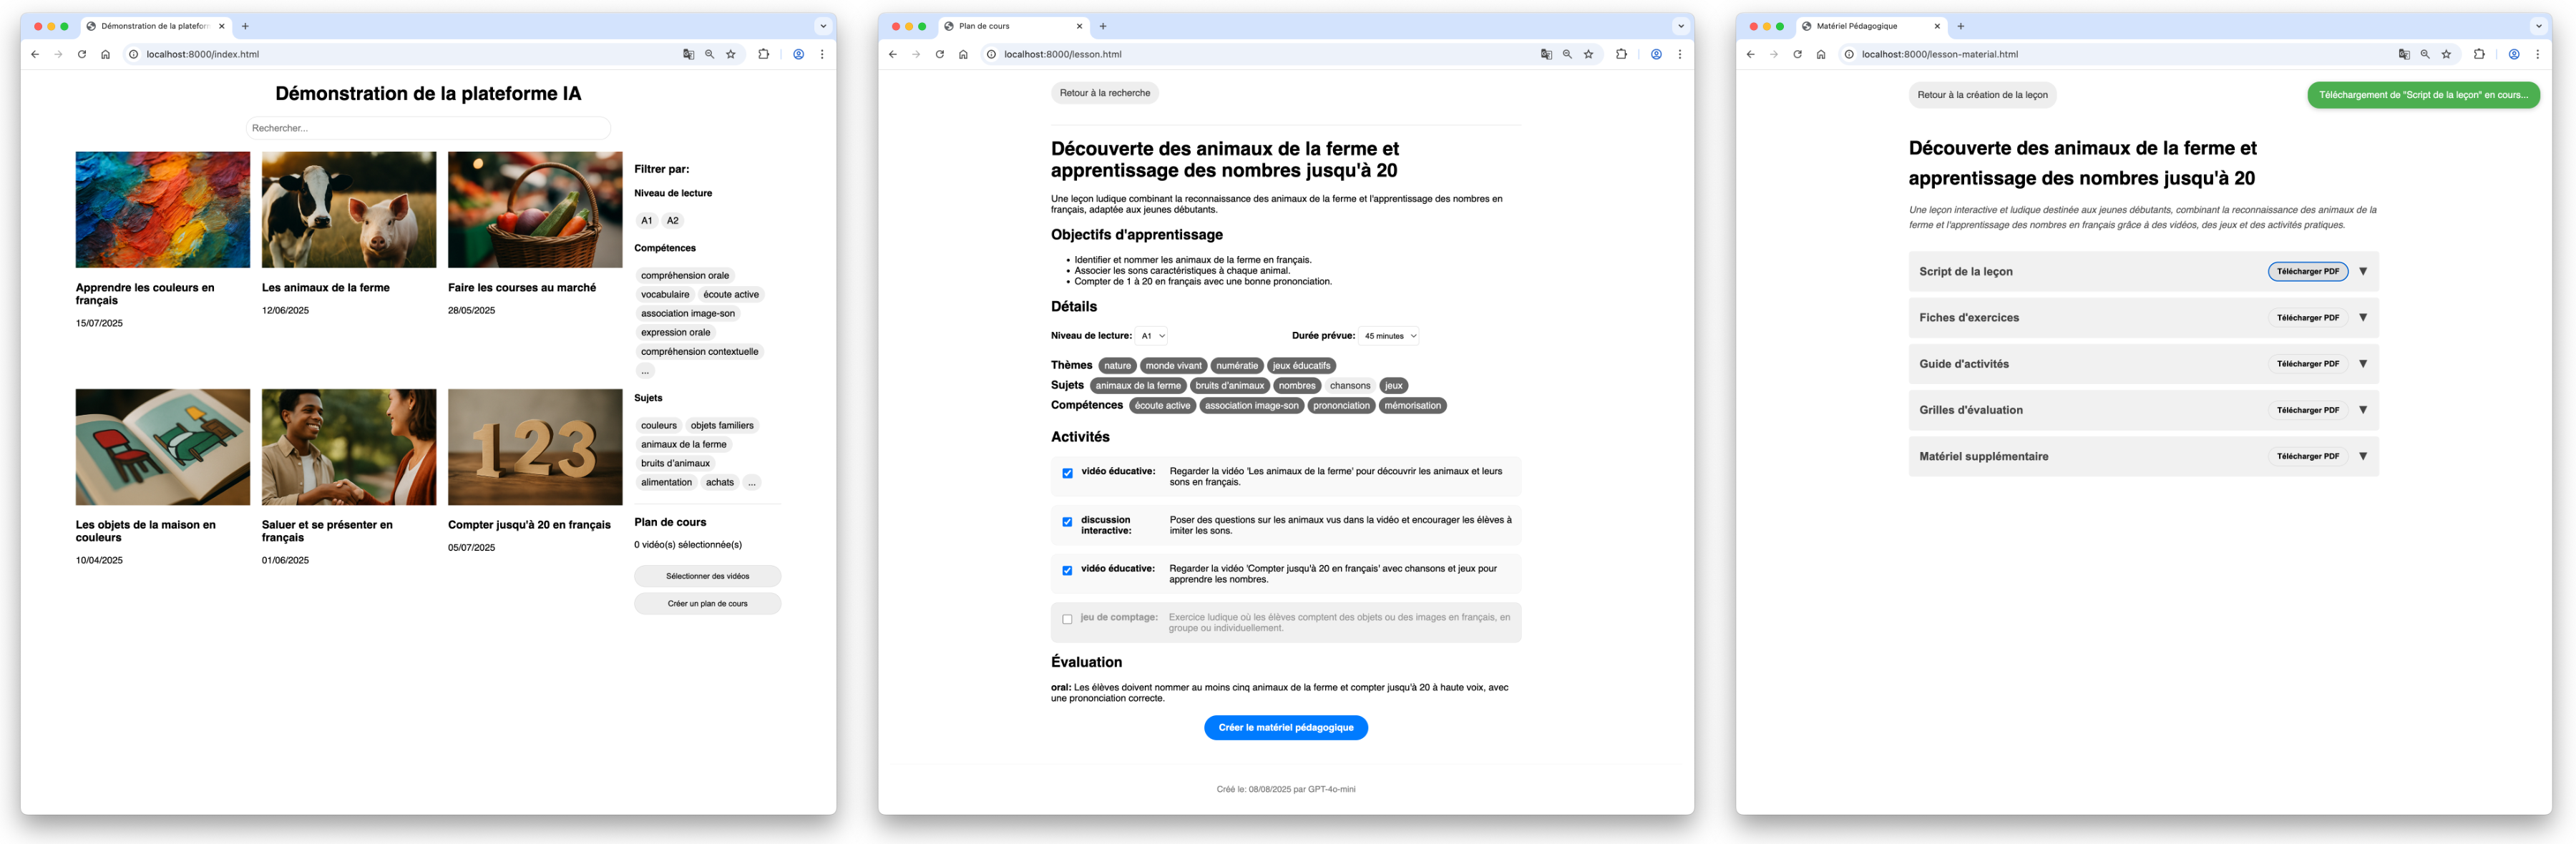 Démonstration de la plateform
localhost:8000/index.html
Démonstration de la plateforme IA
Rechercher...
Apprendre les couleurs en
français
15/07/2025
Les animaux de la ferme
12/06/2025
Faire les courses au marché
28/05/2025
Les objets de la maison en
couleurs
10/04/2025
Saluer et se présenter en
français
01/06/2025
123
Compter jusqu'à 20 en français
05/07/2025
Filtrer par:
Niveau de lecture
A1 A2
Compétences
compréhension orale
vocabulaire écoute active
association image-son
expression orale
compréhension contextuelle
...
Sujets
couleurs objets familiers
animaux de la ferme
bruits d'animaux
alimentation achats ...
Plan de cours
0 vidéo(s) sélectionnée(s)
Sélectionner des vidéos
Créer un plan de cours
Plan de cours
localhost:8000/lesson.html
Retour à la recherche
Découverte des animaux de la ferme et
apprentissage des nombres jusqu'à 20
Une leçon ludique combinant la reconnaissance des animaux de la ferme et l'apprentissage des nombres en
français, adaptée aux jeunes débutants.
Objectifs d'apprentissage
• Identifier et nommer les animaux de la ferme en français.
• Associer les sons caractéristiques à chaque animal.
• Compter de 1 à 20 en français avec une bonne prononciation.
Détails
Niveau de lecture: A1 Durée prévue: 45 minutes
Thèmes nature monde vivant numératie jeux éducatifs
Sujets animaux de la ferme bruits d'animaux nombres chansons jeux
Compétences écoute active association image-son prononciation mémorisation
Activités
vidéo éducative: Regarder la vidéo 'Les animaux de la ferme' pour découvrir les animaux et leurs
sons en français.
discussion Poser des questions sur les animaux vus dans la vidéo et encourager les élèves à
interactive: imiter les sons.
vidéo éducative: Regarder la vidéo 'Compter jusqu'à 20 en français' avec chansons et jeux pour
apprendre les nombres.
jeu de comptage: Exercice ludique où les élèves comptent des objets ou des images en français, en
groupe ou individuellement.
Évaluation
oral: Les élèves doivent nommer au moins cinq animaux de la ferme et compter jusqu'à 20 à haute voix, avec
une prononciation correcte.
Créer le matériel pédagogique
Créé le: 08/08/2025 par GPT-4o-mini
Matériel Pédagogique
localhost:8000/lesson-material.html
Retour à la création de la leçon
Téléchargement de "Script de la leçon" en cours...
Découverte des animaux de la ferme et
apprentissage des nombres jusqu'à 20
Une leçon interactive et ludique destinée aux jeunes débutants, combinant la reconnaissance des animaux de la
ferme et l'apprentissage des nombres en français grâce à des vidéos, des jeux et des activités pratiques.
Script de la leçon Télécharger PDF
Fiches d'exercices Télécharger PDF
Guide d'activités Télécharger PDF
Grilles d'évaluation Télécharger PDF
Matériel supplémentaire Télécharger PDF